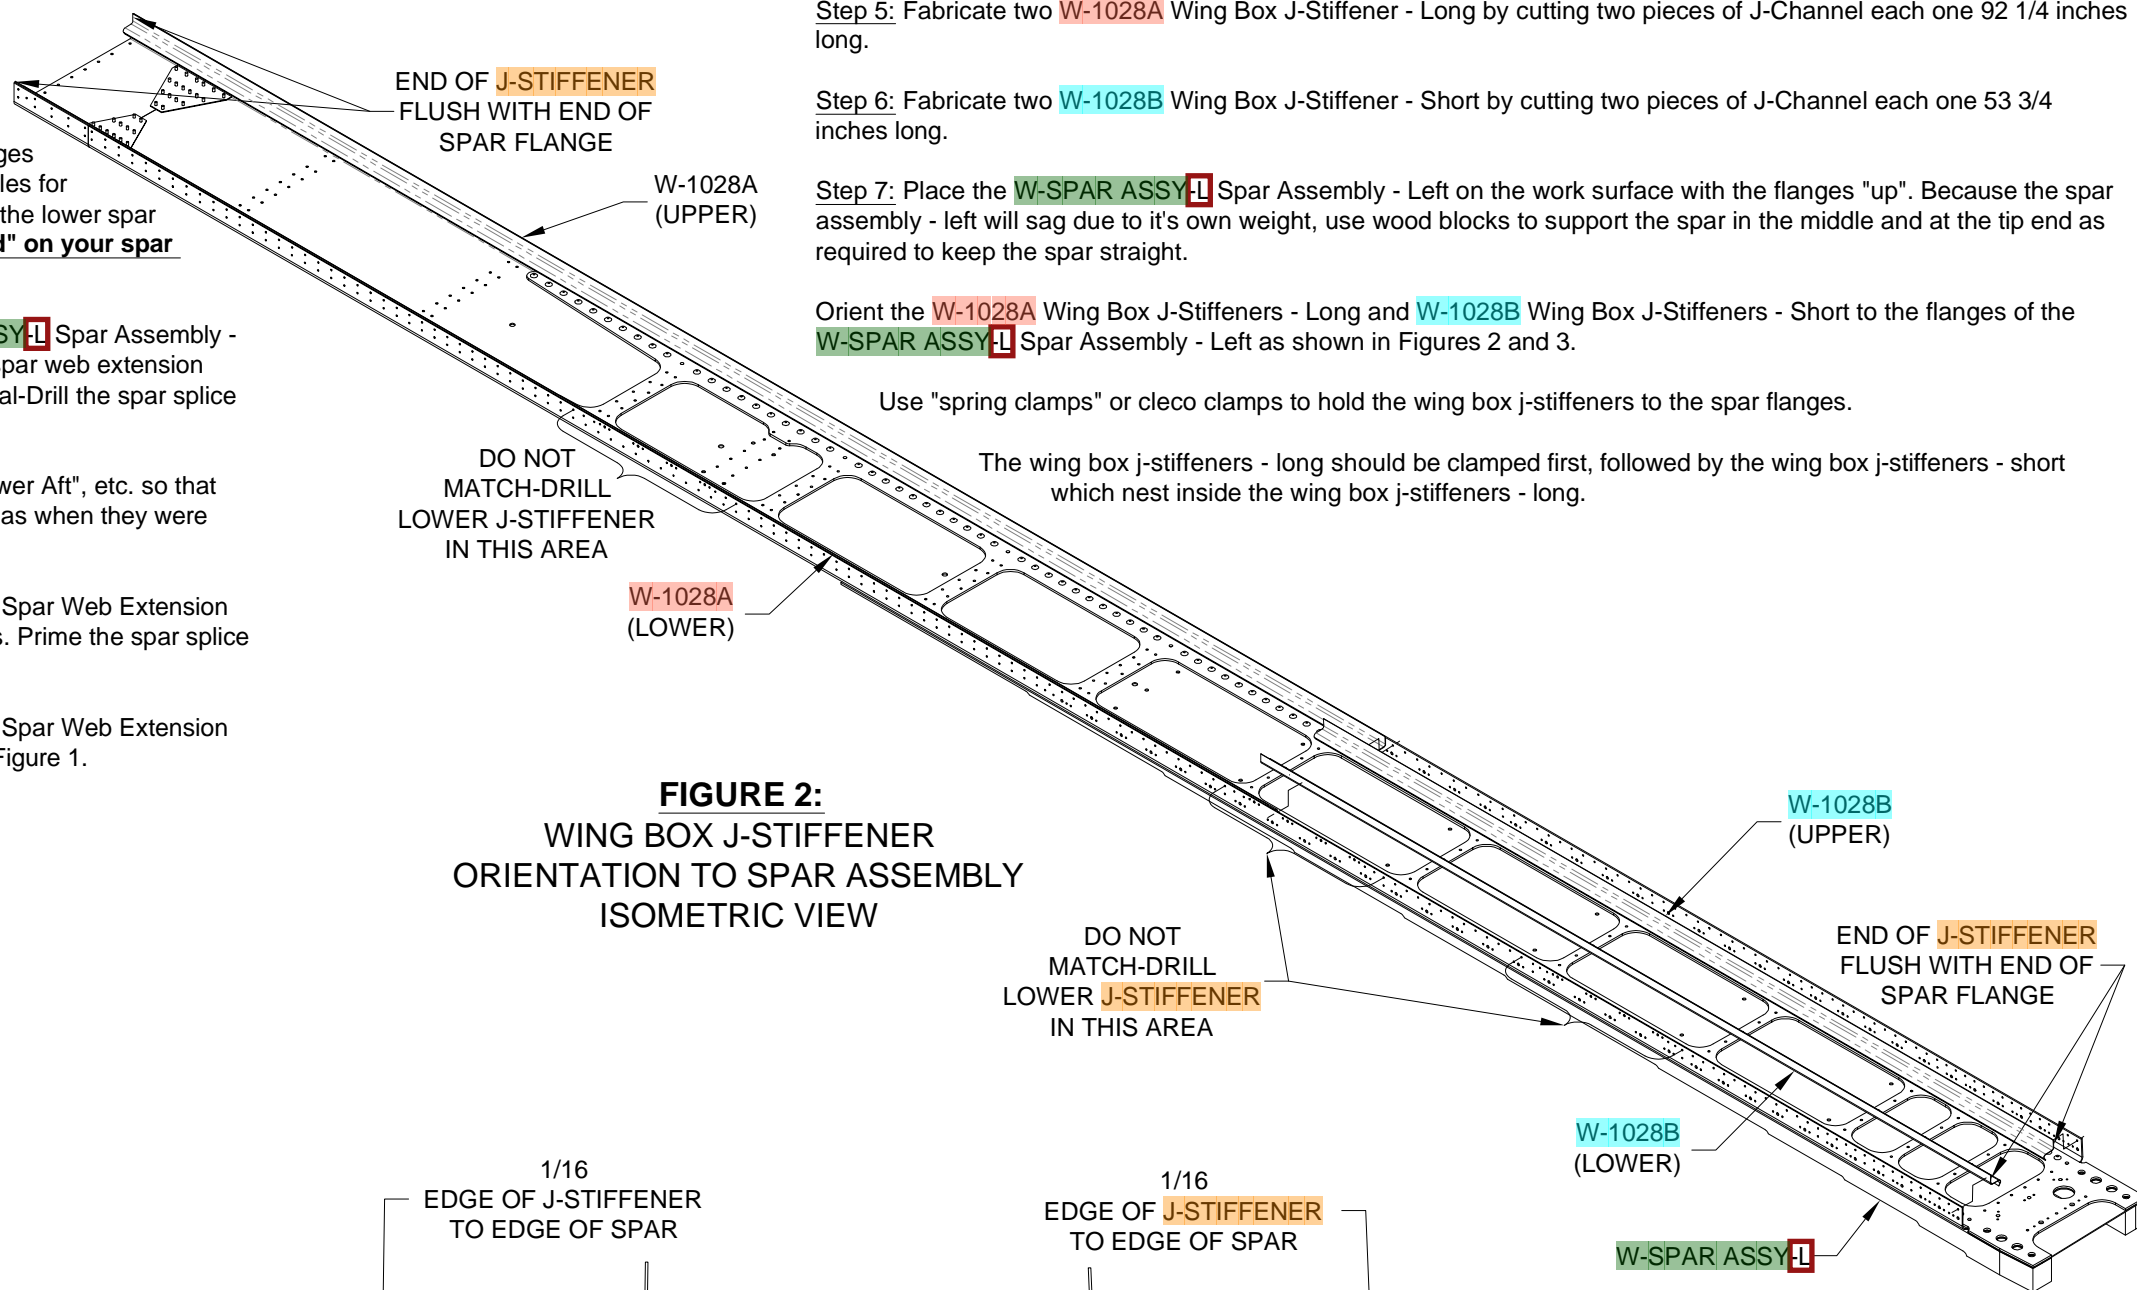 Step 5: Fabricate two W-1028A Wing Box J-Stiffener - Long by cutting two pieces of J-Channel each one 92 1/4 inches
long.
Step 6: Fabricate two W-1028B Wing Box J-Stiffener - Short by cutting two pieces of J-Channel each one 53 3/4
inches long.
Step 7: Place the W-SPAR ASSY-L Spar Assembly - Left on the work surface with the flanges "up". Because the spar
assembly - left will sag due to it's own weight, use wood blocks to support the spar in the middle and at the tip end as
required to keep the spar straight.
Orient the W-1028A Wing Box J-Stiffeners - Long and W-1028B Wing Box J-Stiffeners - Short to the flanges of the
W-SPAR ASSY-L Spar Assembly - Left as shown in Figures 2 and 3.
Use "spring clamps" or cleco clamps to hold the wing box j-stiffeners to the spar flanges.
The wing box j-stiffeners - long should be clamped first, followed by the wing box j-stiffeners - short
which nest inside the wing box j-stiffeners - long.
the lower spar
on your spar
Spar Assembly -
spar web extension
the spar splice
Aft", etc. so that
as when they were
Spar Web Extension
Prime the spar splice
Spar Web Extension
Figure 1.
END OF J-STIFFENER
FLUSH WITH END OF
SPAR FLANGE
W-1028A
(UPPER)
DO NOT
MATCH-DRILL
LOWER J-STIFFENER
IN THIS AREA
W-1028A
(LOWER)
FIGURE 2:
WING BOX J-STIFFENER
ORIENTATION TO SPAR ASSEMBLY
ISOMETRIC VIEW
W-1028B
(UPPER)
DO NOT
MATCH-DRILL
LOWER J-STIFFENER
IN THIS AREA
END OF J-STIFFENER
FLUSH WITH END OF
SPAR FLANGE
W-1028B
(LOWER)
W-SPAR ASSY-L
1/16
EDGE OF J-STIFFENER
TO EDGE OF SPAR
1/16
EDGE OF J-STIFFENER
TO EDGE OF SPAR